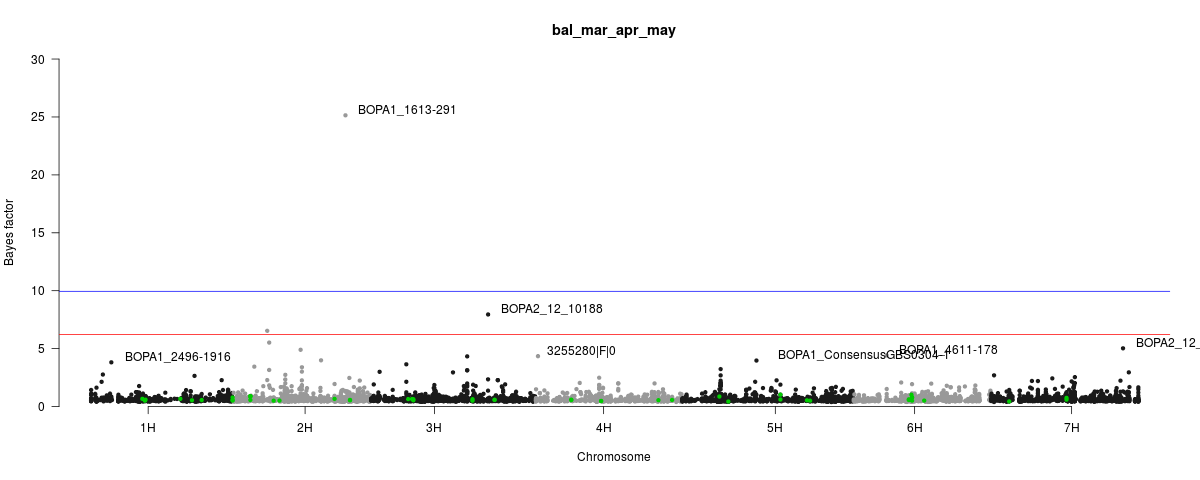 bal_mar_apr_may
30
25
20
15
10
5
0
Bayes factor
BOPA1_1613-291
BOPA2_12_10188
BOPA1_2496-1916
3255280|F|0
BOPA1_ConsensusGBS0304-1
BOPA1_4611-178
BOPA2_12_
1H 2H 3H 4H 5H 6H 7H
Chromosome